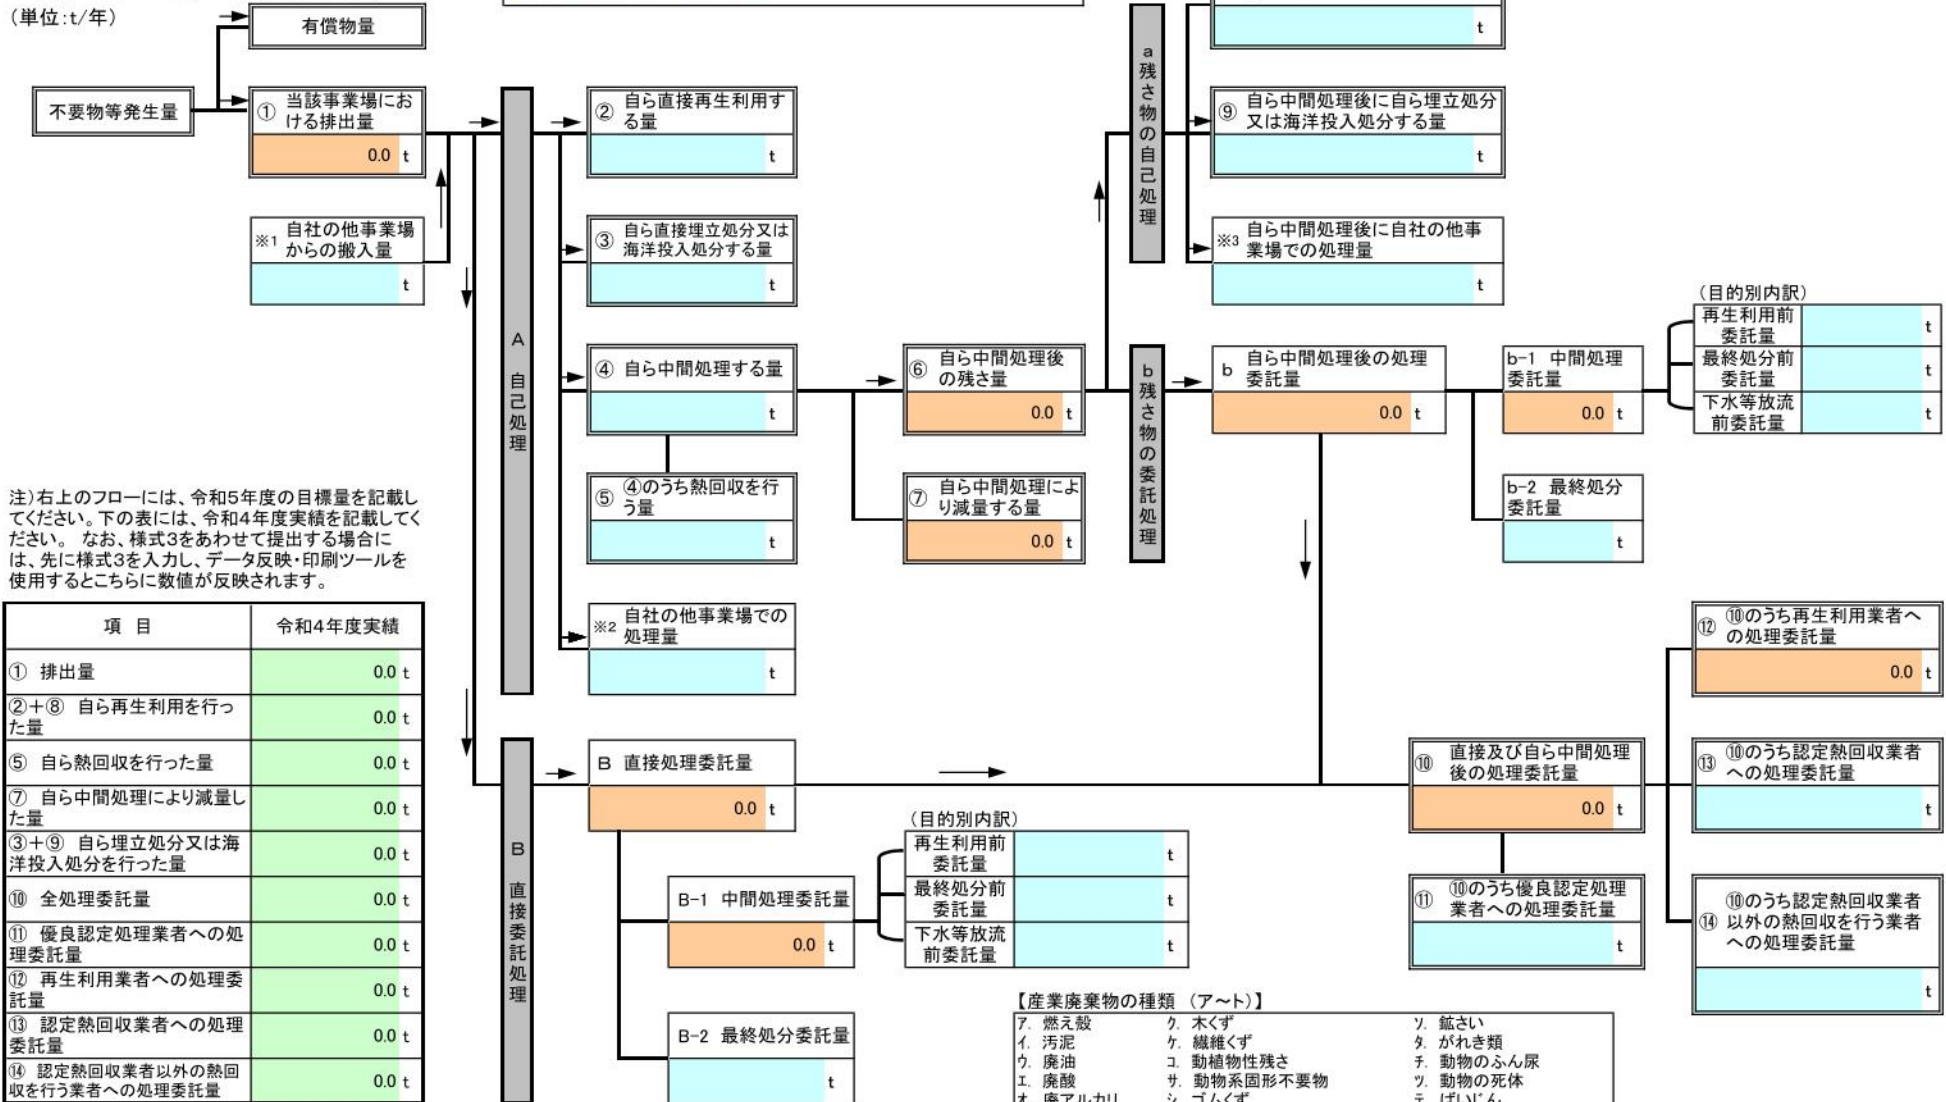 (単位:t/年)
有償物量
不要物等発生量
① 当該事業場にお
ける排出量
0.0 t
※1 自社の他事業場
からの搬入量
t
A 自己処理
② 自ら直接再生利用す
る量
t
③ 自ら直接埋立処分又は
海洋投入処分する量
t
④ 自ら中間処理する量
t
⑤ ④のうち熱回収を行
う量
t
※2 自社の他事業場での
処理量
t
⑥ 自ら中間処理後
の残さ量
0.0 t
⑦ 自ら中間処理によ
り減量する量
0.0 t
a 残さ物の自己処理
t
⑨ 自ら中間処理後に自ら埋立処分
又は海洋投入処分する量
t
※3 自ら中間処理後に自社の他事
業場での処理量
t
b 残さ物の委託処理
b 自ら中間処理後の処理
委託量
0.0 t
b-1 中間処理
委託量
0.0 t
(目的別内訳)
再生利用前
委託量
t
最終処分前
委託量
t
下水等放流
前委託量
t
b-2 最終処分
委託量
t
注)右上のフローには、令和5年度の目標量を記載し
てください。下の表には、令和4年度実績を記載してく
ださい。 なお、様式3をあわせて提出する場合に
は、先に様式3を入力し、データ反映・印刷ツールを
使用するとこちらに数値が反映されます。
項 目 令和4年度実績
① 排出量 0.0 t
②+⑧ 自ら再生利用を行っ
た量 0.0 t
⑤ 自ら熱回収を行った量 0.0 t
⑦ 自ら中間処理により減量し
た量 0.0 t
③+⑨ 自ら埋立処分又は海
洋投入処分を行った量 0.0 t
⑩ 全処理委託量 0.0 t
⑪ 優良認定処理業者への処
理委託量 0.0 t
⑫ 再生利用業者への処理委
託量 0.0 t
⑬ 認定熱回収業者への処理
委託量 0.0 t
⑭ 認定熱回収業者以外の熱回
収を行う業者への処理委託量 0.0 t
B 直接委託処理
B 直接処理委託量
0.0 t
B-1 中間処理委託量
0.0 t
(目的別内訳)
再生利用前
委託量
t
最終処分前
委託量
t
下水等放流
前委託量
t
B-2 最終処分委託量
t
⑩ 直接及び自ら中間処理
後の処理委託量
0.0 t
⑪ ⑩のうち優良認定処理
業者への処理委託量
t
⑫ ⑩のうち再生利用業者へ
の処理委託量
0.0 t
⑬ ⑩のうち認定熱回収業者
への処理委託量
t
⑭ ⑩のうち認定熱回収業者
以外の熱回収を行う業者
への処理委託量
t
【産業廃棄物の種類 (ア～ト)】
ア. 燃え殻 ク. 木くず ソ. 鉱さい
イ. 汚泥 ケ. 繊維くず タ. がれき類
ウ. 廃油 コ. 動植物性残さ チ. 動物のふん尿
エ. 廃酸 サ. 動物系固形不要物 ツ. 動物の死体
オ. 廃アルカリ シ. ゴムくず テ. ばいじん